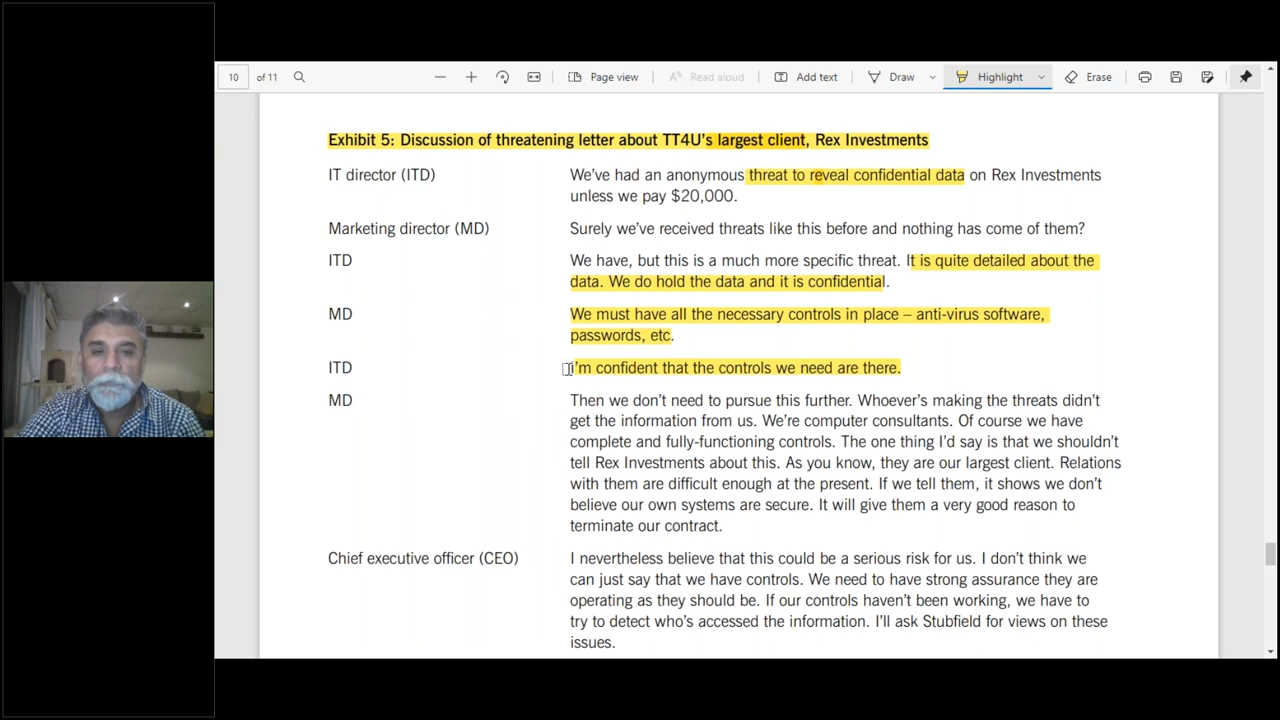 10 of 11
Page view
Read aloud
Add text
Draw
Highlight
Erase
Exhibit 5: Discussion of threatening letter about TT4U's largest client, Rex Investments
IT director (ITD) We've had an anonymous threat to reveal confidential data on Rex Investments
unless we pay $20,000.
Marketing director (MD) Surely we've received threats like this before and nothing has come of them?
ITD We have, but this is a much more specific threat. It is quite detailed about the
data. We do hold the data and it is confidential.
MD We must have all the necessary controls in place – anti-virus software,
passwords, etc.
ITD I'm confident that the controls we need are there.
MD Then we don't need to pursue this further. Whoever's making the threats didn't
get the information from us. We're computer consultants. Of course we have
complete and fully-functioning controls. The one thing I'd say is that we shouldn't
tell Rex Investments about this. As you know, they are our largest client. Relations
with them are difficult enough at the present. If we tell them, it shows we don't
believe our own systems are secure. It will give them a very good reason to
terminate our contract.
Chief executive officer (CEO) I nevertheless believe that this could be a serious risk for us. I don't think we
can just say that we have controls. We need to have strong assurance they are
operating as they should be. If our controls haven't been working, we have to
try to detect who's accessed the information. I'll ask Stubfield for views on these
issues.